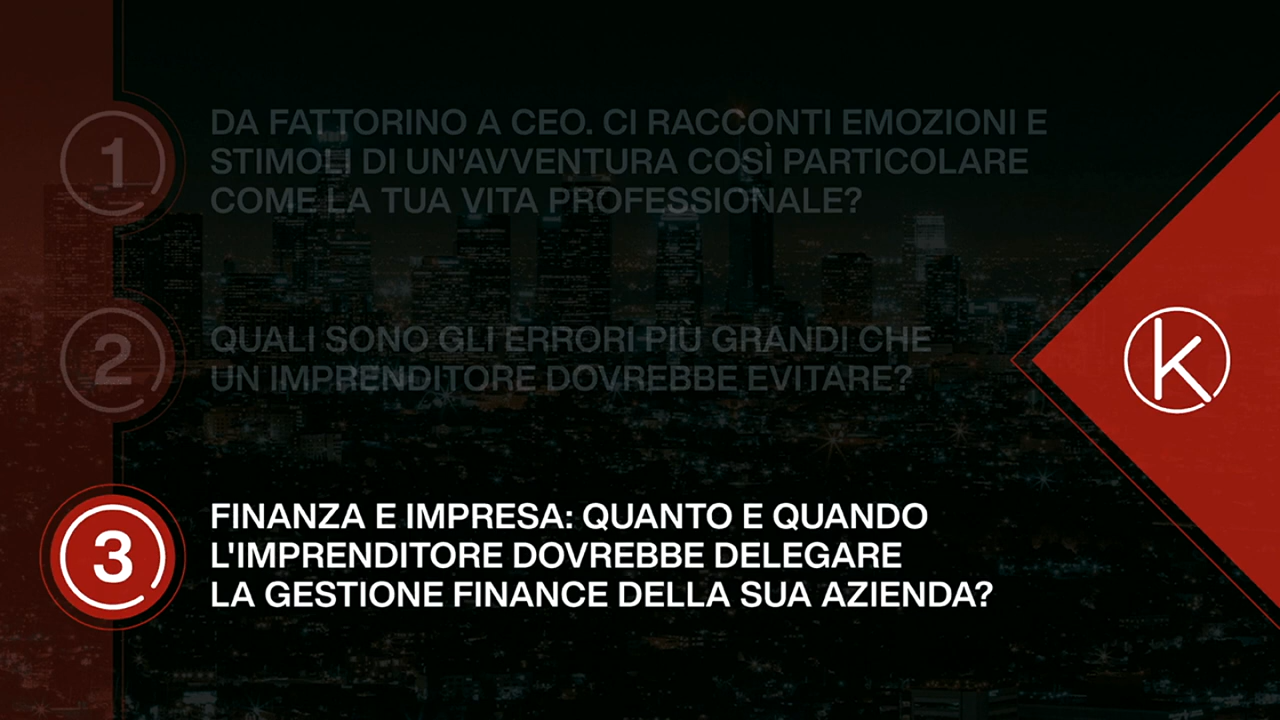 1
DA FATTORINO A CEO. CI RACCONTI EMOZIONI E
STIMOLI DI UN'AVVENTURA COSÌ PARTICOLARE
COME LA TUA VITA PROFESSIONALE?
2
QUALI SONO GLI ERRORI PIÙ GRANDI CHE
UN IMPRENDITORE DOVREBBE EVITARE?
3
FINANZA E IMPRESA: QUANTO E QUANDO
L'IMPRENDITORE DOVREBBE DELEGARE
LA GESTIONE FINANCE DELLA SUA AZIENDA?
K